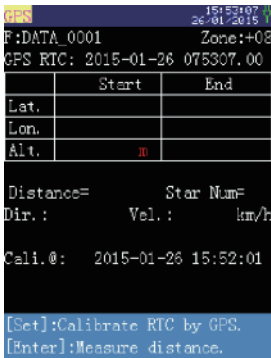 GPS 15:53:07
26/01/2015
F:DATA_0001 Zone:+08
GPS RTC: 2015-01-26 075307.00
Start End
Lat.
Lon.
Alt. m
Distance= Star Num=
Dir.: Vel.: km/h
Cali.@: 2015-01-26 15:52:01
[Set]:Calibrate RTC by GPS.
[Enter]:Measure distance.